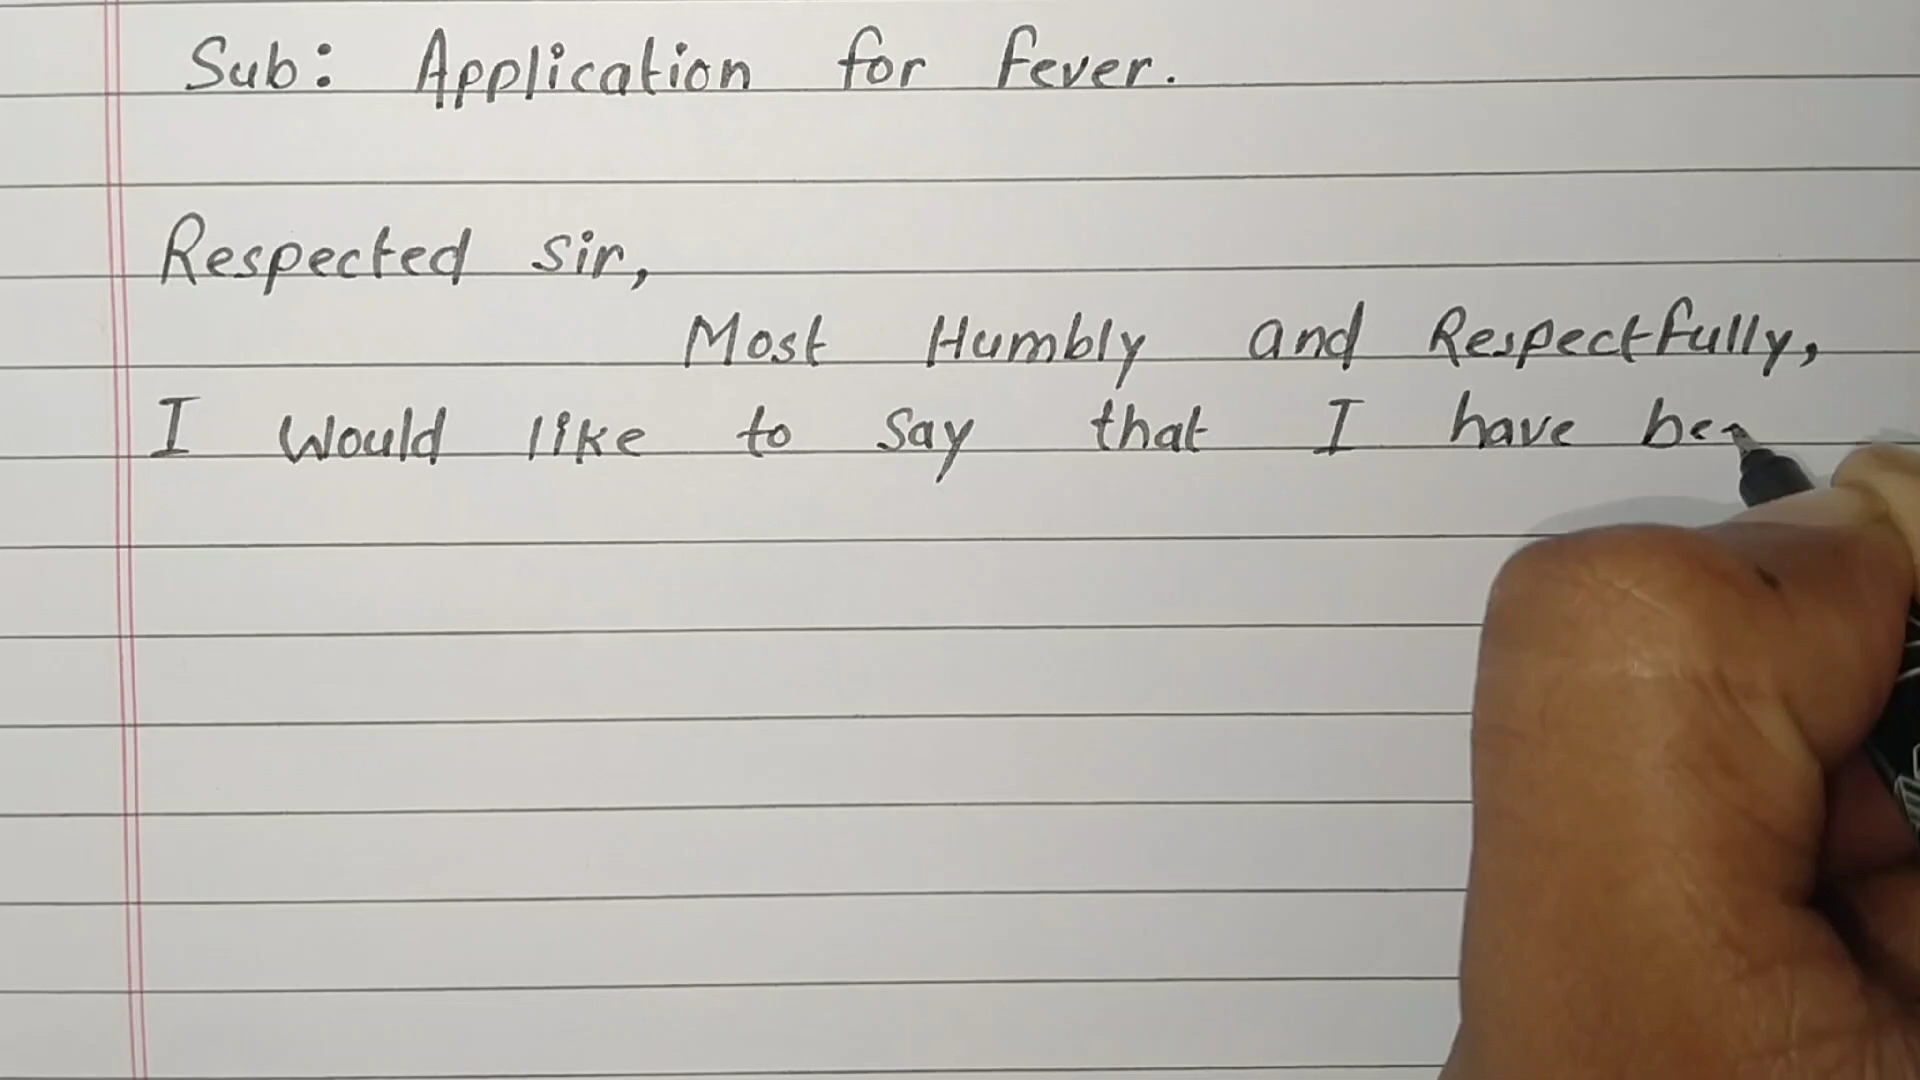 Sub: Application for Fever.
Respected Sir,
Most Humbly and Respectfully,
I Would like to Say that I have